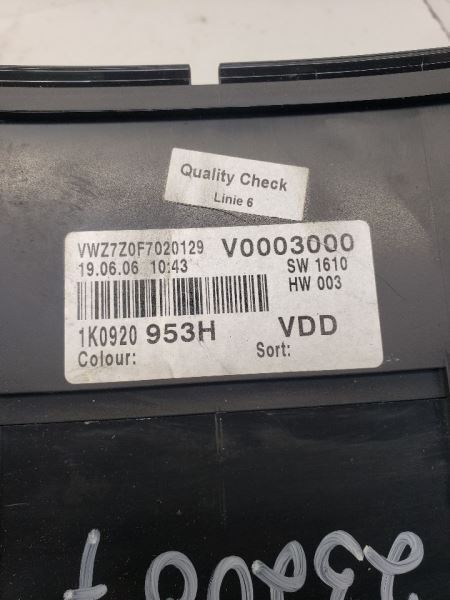 Quality Check
Linie 6
VWZ7Z0F7020129 V0003000
19.06.06 10:43 SW 1610
HW 003
1K0920 953H VDD
Colour: Sort: